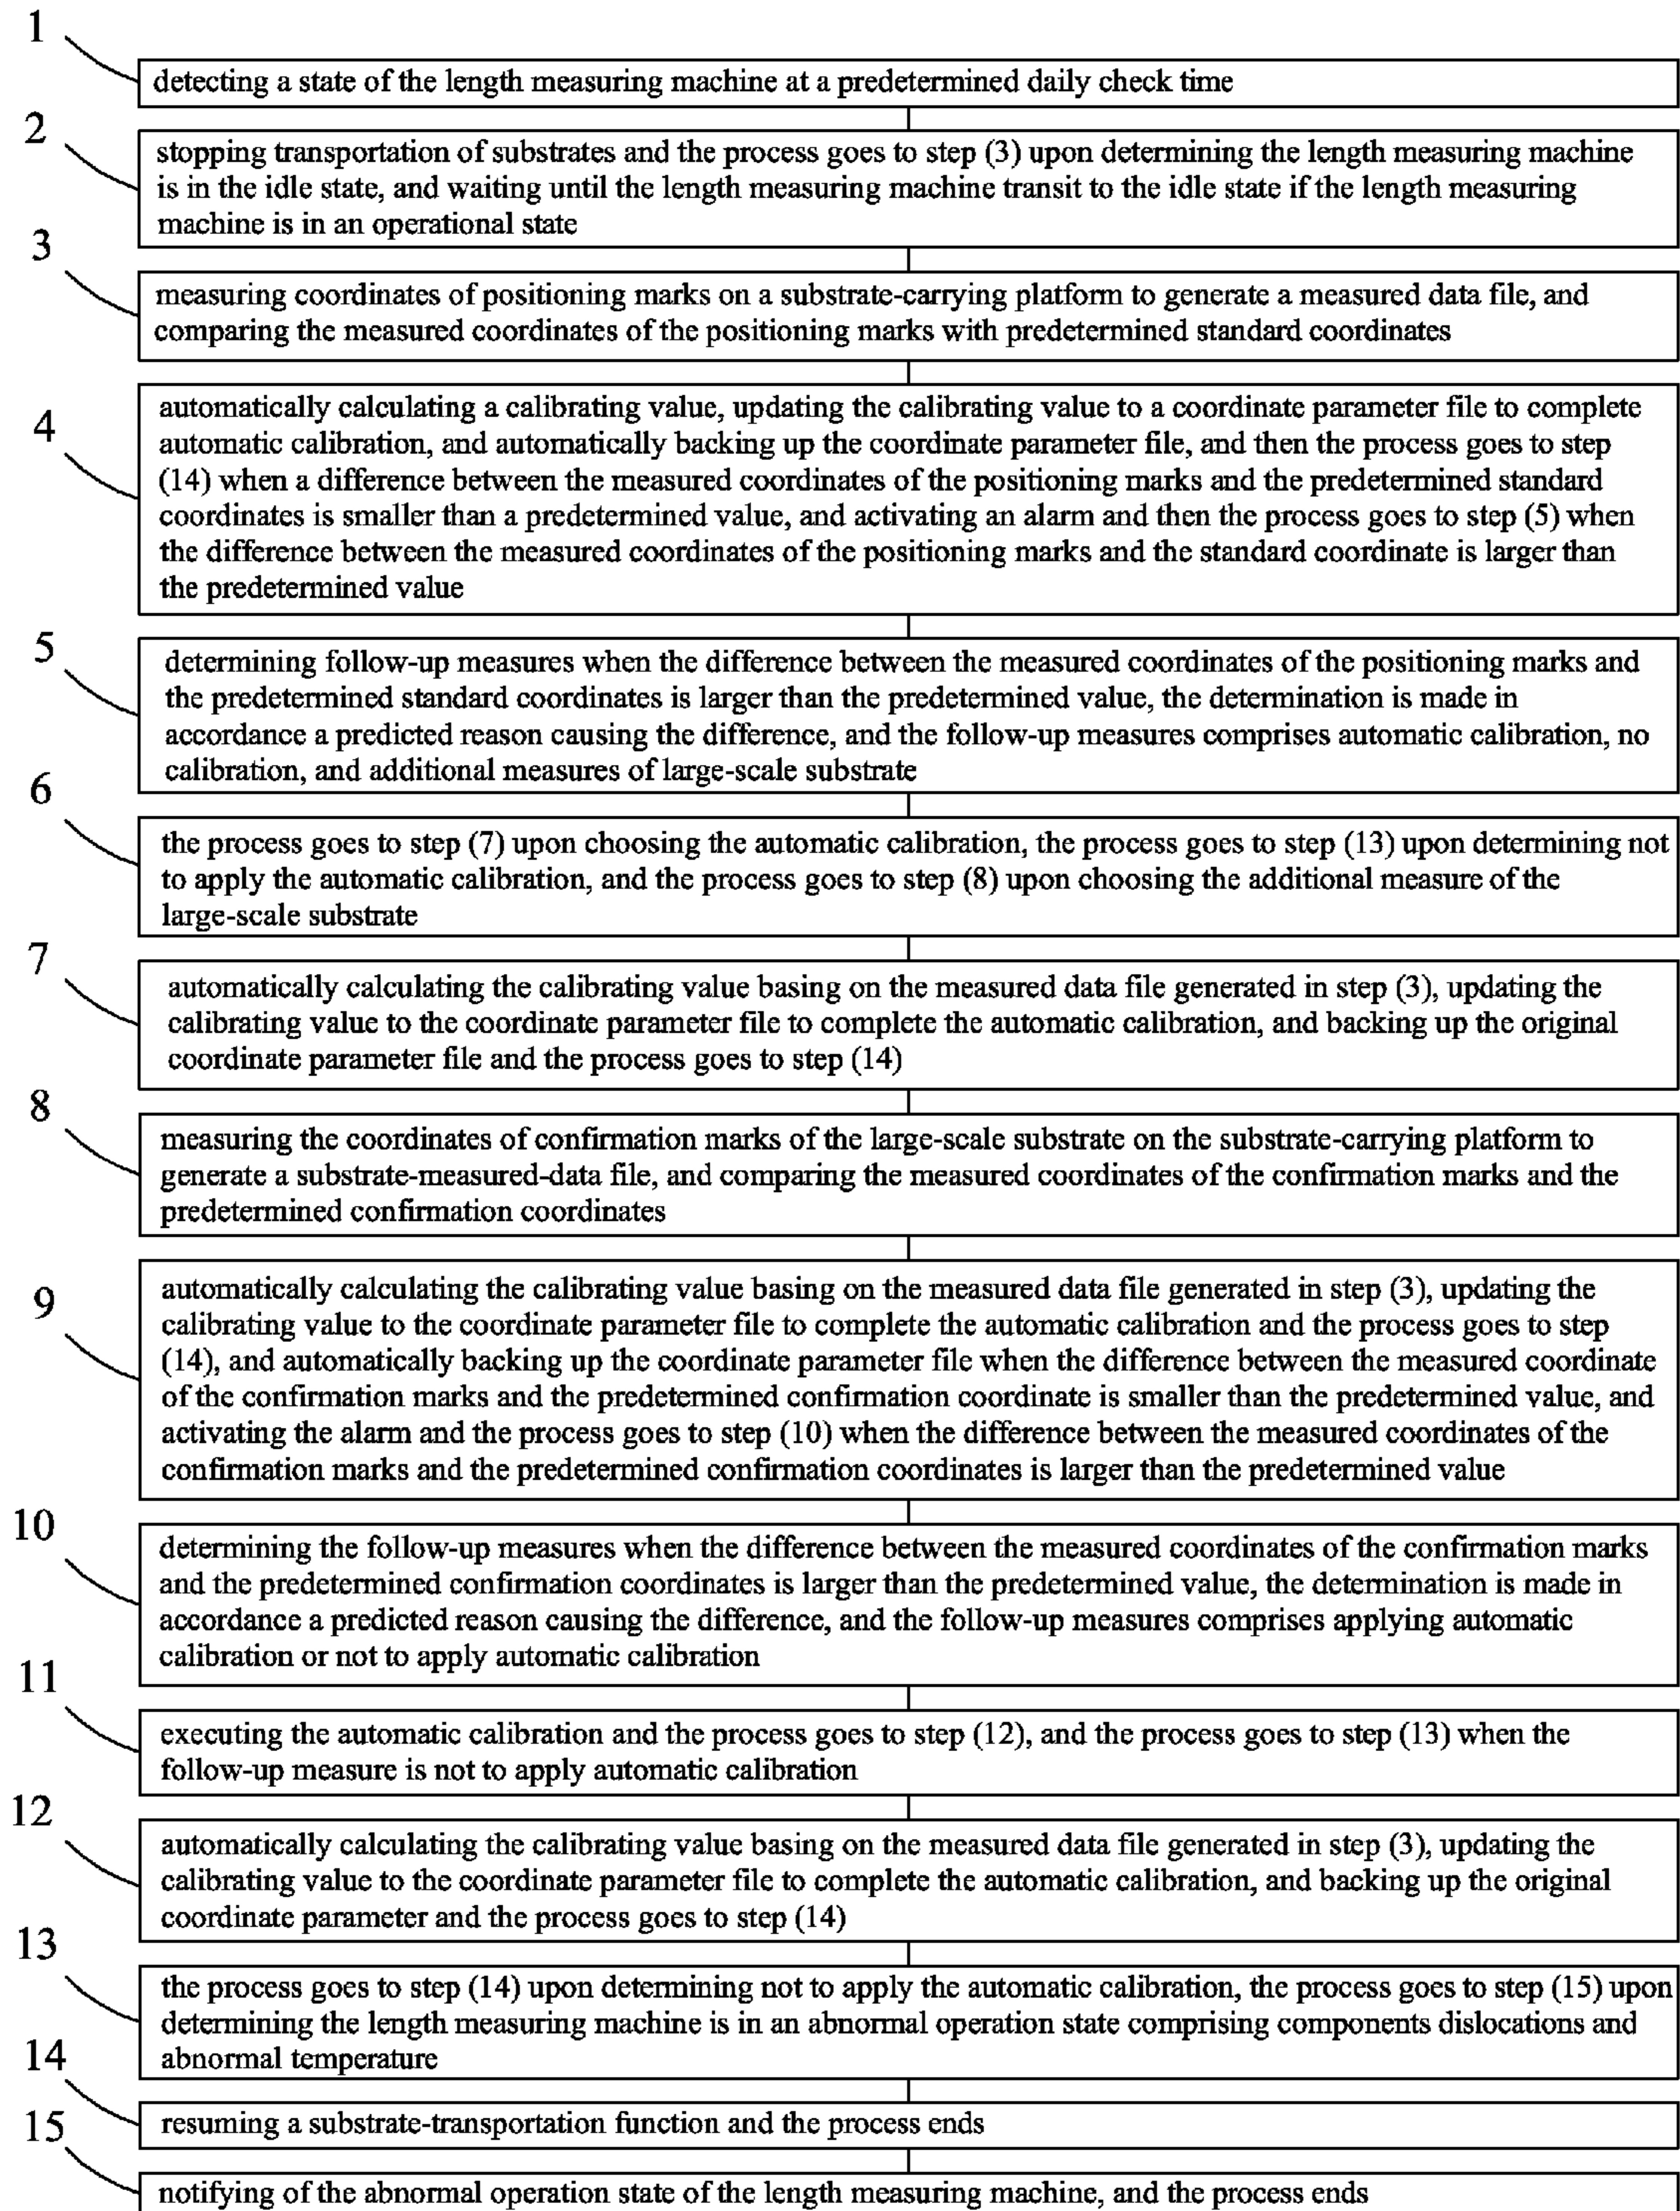 1
detecting a state of the length measuring machine at a predetermined daily check time
2
stopping transportation of substrates and the process goes to step (3) upon determining the length measuring machine
is in the idle state, and waiting until the length measuring machine transit to the idle state if the length measuring
machine is in an operational state
3
measuring coordinates of positioning marks on a substrate-carrying platform to generate a measured data file, and
comparing the measured coordinates of the positioning marks with predetermined standard coordinates
4
automatically calculating a calibrating value, updating the calibrating value to a coordinate parameter file to complete
automatic calibration, and automatically backing up the coordinate parameter file, and then the process goes to step
(14) when a difference between the measured coordinates of the positioning marks and the predetermined standard
coordinates is smaller than a predetermined value, and activating an alarm and then the process goes to step (5) when
the difference between the measured coordinates of the positioning marks and the standard coordinate is larger than
the predetermined value
5
determining follow-up measures when the difference between the measured coordinates of the positioning marks and
the predetermined standard coordinates is larger than the predetermined value, the determination is made in
accordance a predicted reason causing the difference, and the follow-up measures comprises automatic calibration, no
calibration, and additional measures of large-scale substrate
6
the process goes to step (7) upon choosing the automatic calibration, the process goes to step (13) upon determining not
to apply the automatic calibration, and the process goes to step (8) upon choosing the additional measure of the
large-scale substrate
7
automatically calculating the calibrating value basing on the measured data file generated in step (3), updating the
calibrating value to the coordinate parameter file to complete the automatic calibration, and backing up the original
coordinate parameter file and the process goes to step (14)
8
measuring the coordinates of confirmation marks of the large-scale substrate on the substrate-carrying platform to
generate a substrate-measured-data file, and comparing the measured coordinates of the confirmation marks and the
predetermined confirmation coordinates
9
automatically calculating the calibrating value basing on the measured data file generated in step (3), updating the
calibrating value to the coordinate parameter file to complete the automatic calibration and the process goes to step
(14), and automatically backing up the coordinate parameter file when the difference between the measured coordinate
of the confirmation marks and the predetermined confirmation coordinate is smaller than the predetermined value, and
activating the alarm and the process goes to step (10) when the difference between the measured coordinates of the
confirmation marks and the predetermined confirmation coordinates is larger than the predetermined value
10
determining the follow-up measures when the difference between the measured coordinates of the confirmation marks
and the predetermined confirmation coordinates is larger than the predetermined value, the determination is made in
accordance a predicted reason causing the difference, and the follow-up measures comprises applying automatic
calibration or not to apply automatic calibration
11
executing the automatic calibration and the process goes to step (12), and the process goes to step (13) when the
follow-up measure is not to apply automatic calibration
12
automatically calculating the calibrating value basing on the measured data file generated in step (3), updating the
calibrating value to the coordinate parameter file to complete the automatic calibration, and backing up the original
coordinate parameter and the process goes to step (14)
13
the process goes to step (14) upon determining not to apply the automatic calibration, the process goes to step (15) upon
determining the length measuring machine is in an abnormal operation state comprising components dislocations and
abnormal temperature
14
resuming a substrate-transportation function and the process ends
15
notifying of the abnormal operation state of the length measuring machine, and the process ends